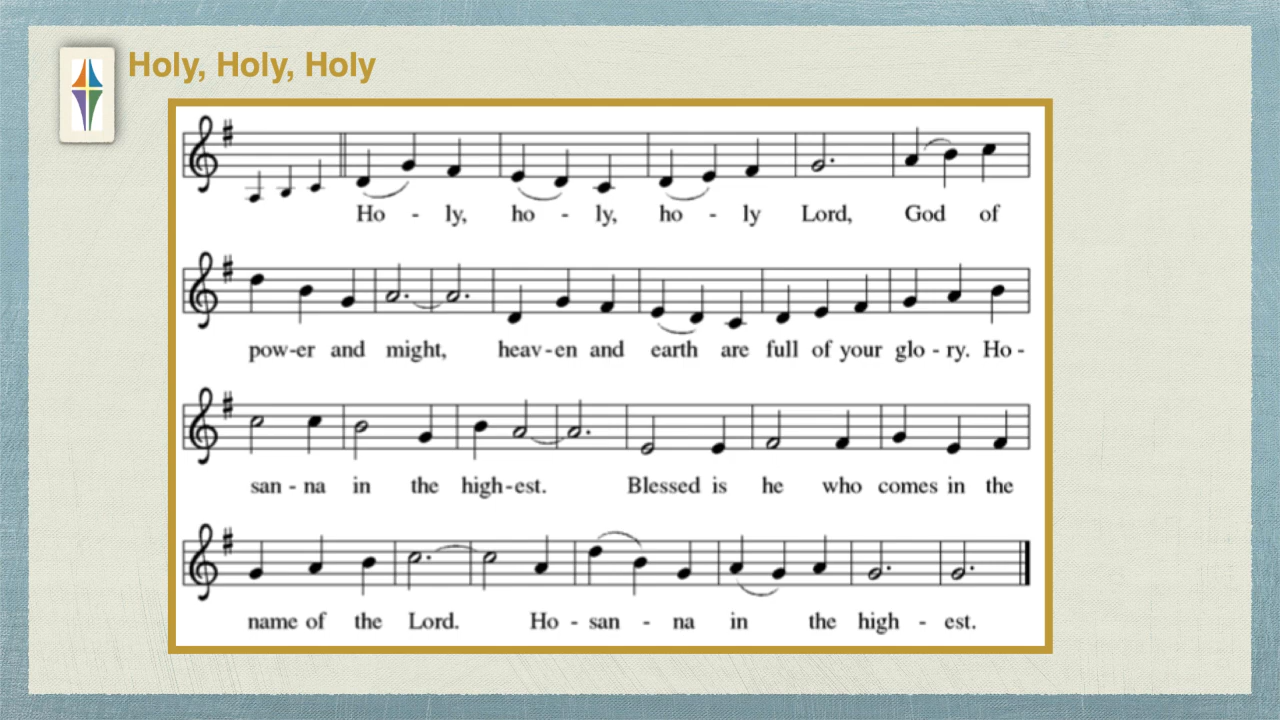 Holy, Holy, Holy
Ho - ly, ho - ly, ho - ly Lord, God of
pow-er and might, heav-en and earth are full of your glo - ry. Ho -
san - na in the high-est. Blessed is he who comes in the
name of the Lord. Ho - san - na in the high - est.